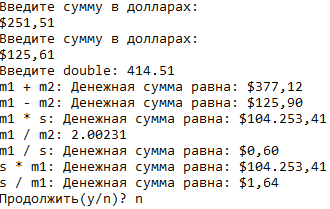 Введите сумму в долларах:
$251,51
Введите сумму в долларах:
$125,61
Введите double: 414.51
m1 + m2: Денежная сумма равна: $377,12
m1 - m2: Денежная сумма равна: $125,90
m1 * s: Денежная сумма равна: $104.253,41
m1 / m2: 2.00231
m1 / s: Денежная сумма равна: $0,60
s * m1: Денежная сумма равна: $104.253,41
s / m1: Денежная сумма равна: $1,64
Продолжить(y/n)? n